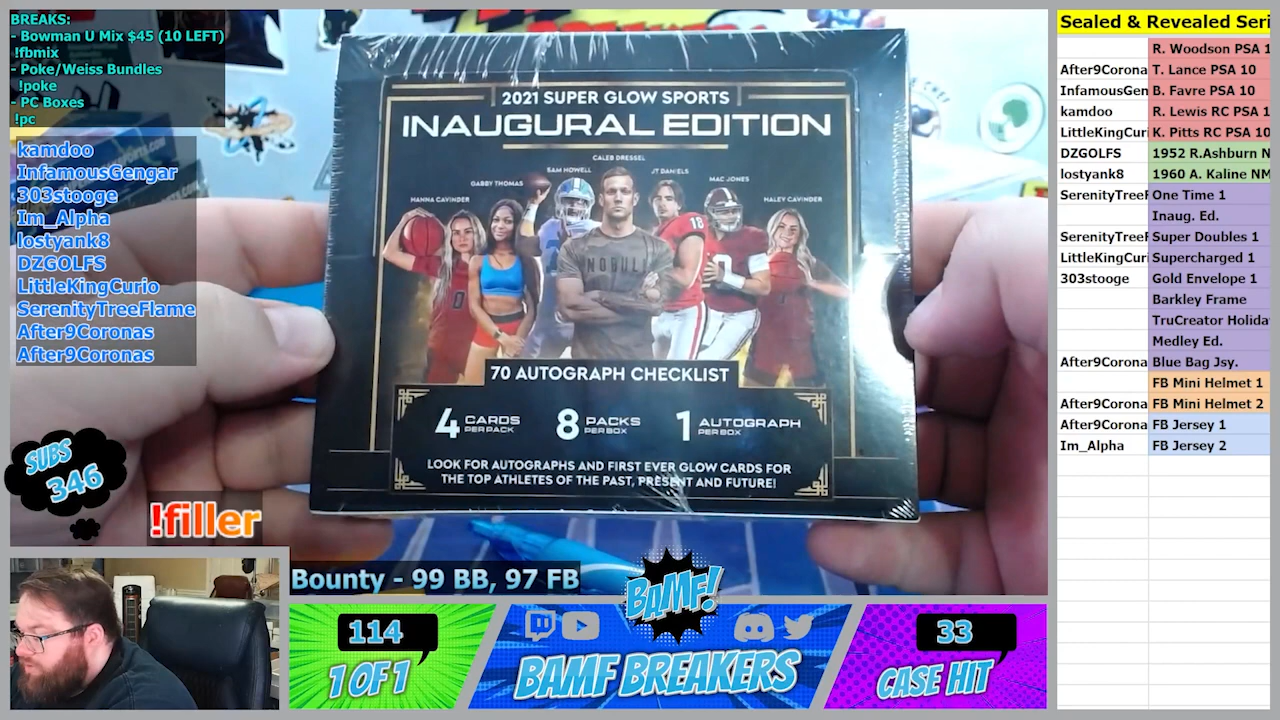 BREAKS:
- Bowman U Mix $45 (10 LEFT)
!fbmix
- Poke/Weiss Bundles
!poke
- PC Boxes
!pc
kamdoo
InfamousGengar
303stooge
Im_Alpha
lostyank8
DZGOLFS
LittleKingCurio
SerenityTreeFlame
After9Coronas
After9Coronas
SUBS
346
!filler
2021 SUPER GLOW SPORTS
INAUGURAL EDITION
CALEB DRESSEL
SAM HOWELL
JT DANIELS
GABBY THOMAS
MAC JONES
HANNA CAVINDER
HALEY CAVINDER
NOBULL
18
0
70 AUTOGRAPH CHECKLIST
4 CARDS PER PACK
8 PACKS PER BOX
1 AUTOGRAPH PER BOX
LOOK FOR AUTOGRAPHS AND FIRST EVER GLOW CARDS FOR
THE TOP ATHLETES OF THE PAST, PRESENT AND FUTURE!
Bounty - 99 BB, 97 FB
BAMF!
114
1 OF 1
BAMF BREAKERS
33
CASE HIT
Sealed & Revealed Seri
R. Woodson PSA 1
After9Corona T. Lance PSA 10
InfamousGen B. Favre PSA 10
kamdoo R. Lewis RC PSA 1
LittleKingCuri K. Pitts RC PSA 10
DZGOLFS 1952 R.Ashburn N
lostyank8 1960 A. Kaline NM
SerenityTreeF One Time 1
Inaug. Ed.
SerenityTreeF Super Doubles 1
LittleKingCuri Supercharged 1
303stooge Gold Envelope 1
Barkley Frame
TruCreator Holida
Medley Ed.
After9Corona Blue Bag Jsy.
FB Mini Helmet 1
After9Corona FB Mini Helmet 2
After9Corona FB Jersey 1
Im_Alpha FB Jersey 2